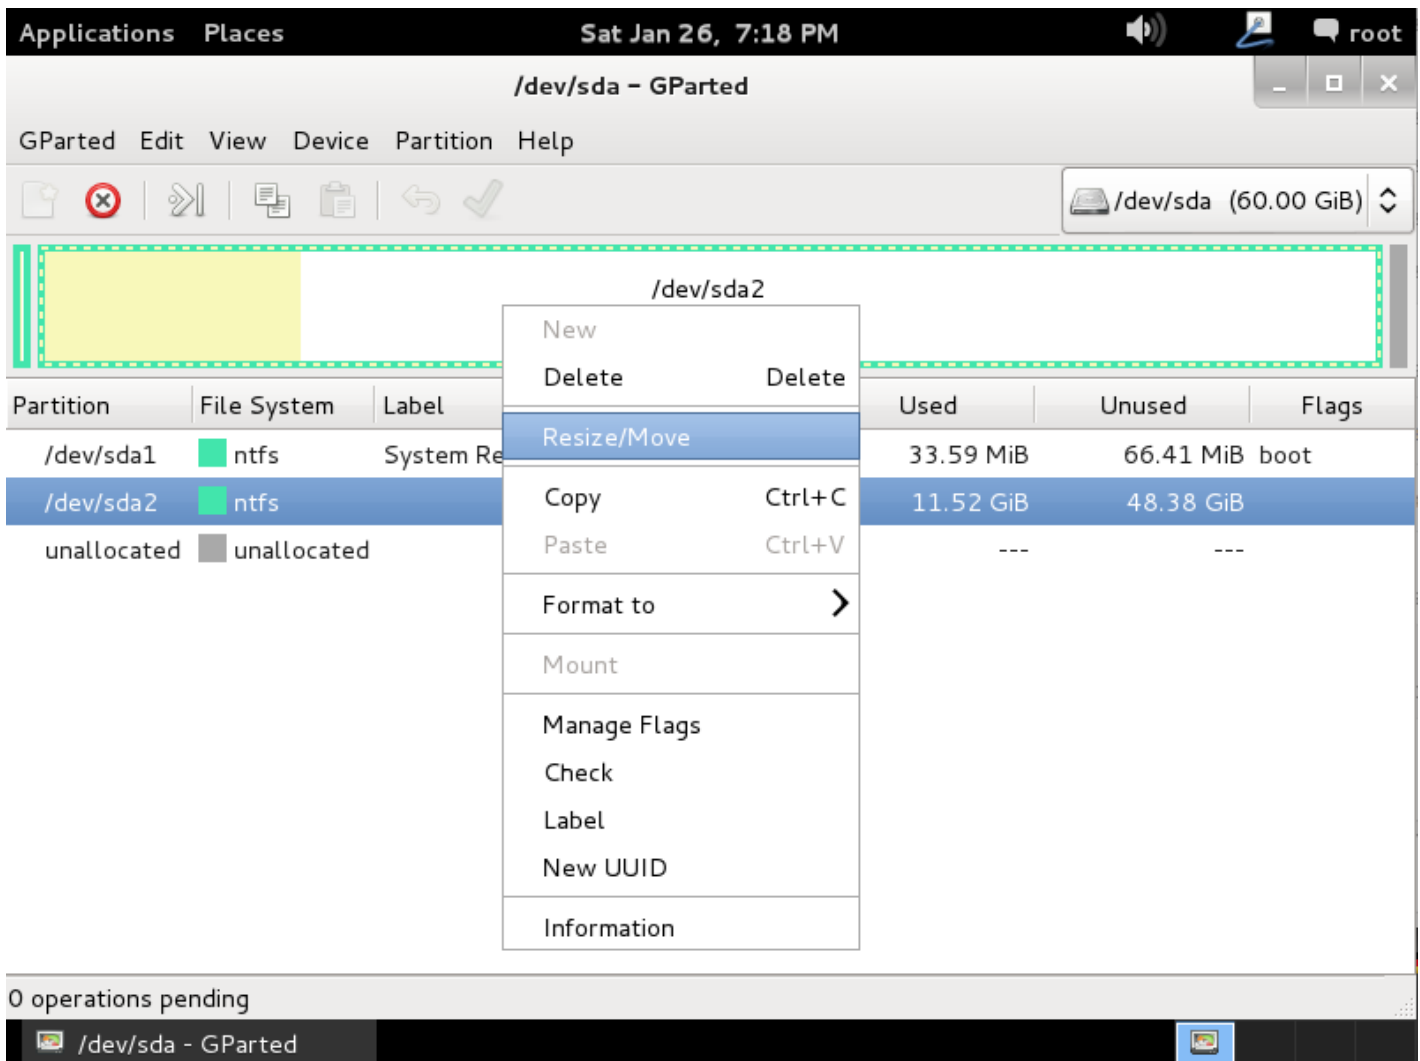 Applications Places Sat Jan 26, 7:18 PM root
/dev/sda - GParted
GParted Edit View Device Partition Help
/dev/sda (60.00 GiB)
/dev/sda2
New
Delete Delete
Resize/Move
Copy Ctrl+C
Paste Ctrl+V
Format to
Mount
Manage Flags
Check
Label
New UUID
Information
Partition File System Label Used Unused Flags
/dev/sda1 ntfs System Re 33.59 MiB 66.41 MiB boot
/dev/sda2 ntfs 11.52 GiB 48.38 GiB
unallocated unallocated --- ---
0 operations pending
/dev/sda - GParted